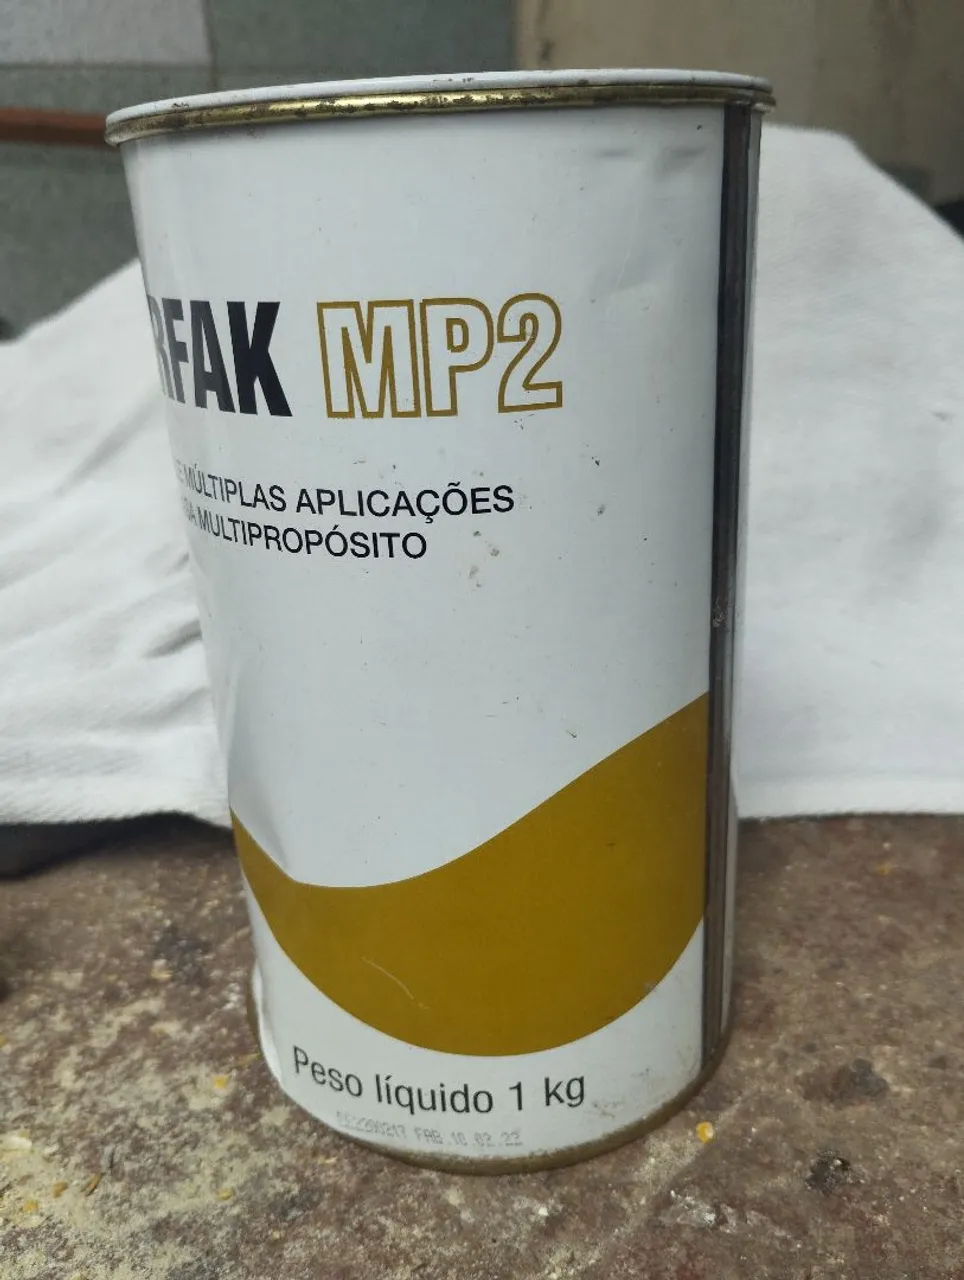 RFAK MP2
E MÚLTIPLAS APLICAÇÕES
A MULTIPROPÓSITO
Peso líquido 1 kg
FAB.10.02.22